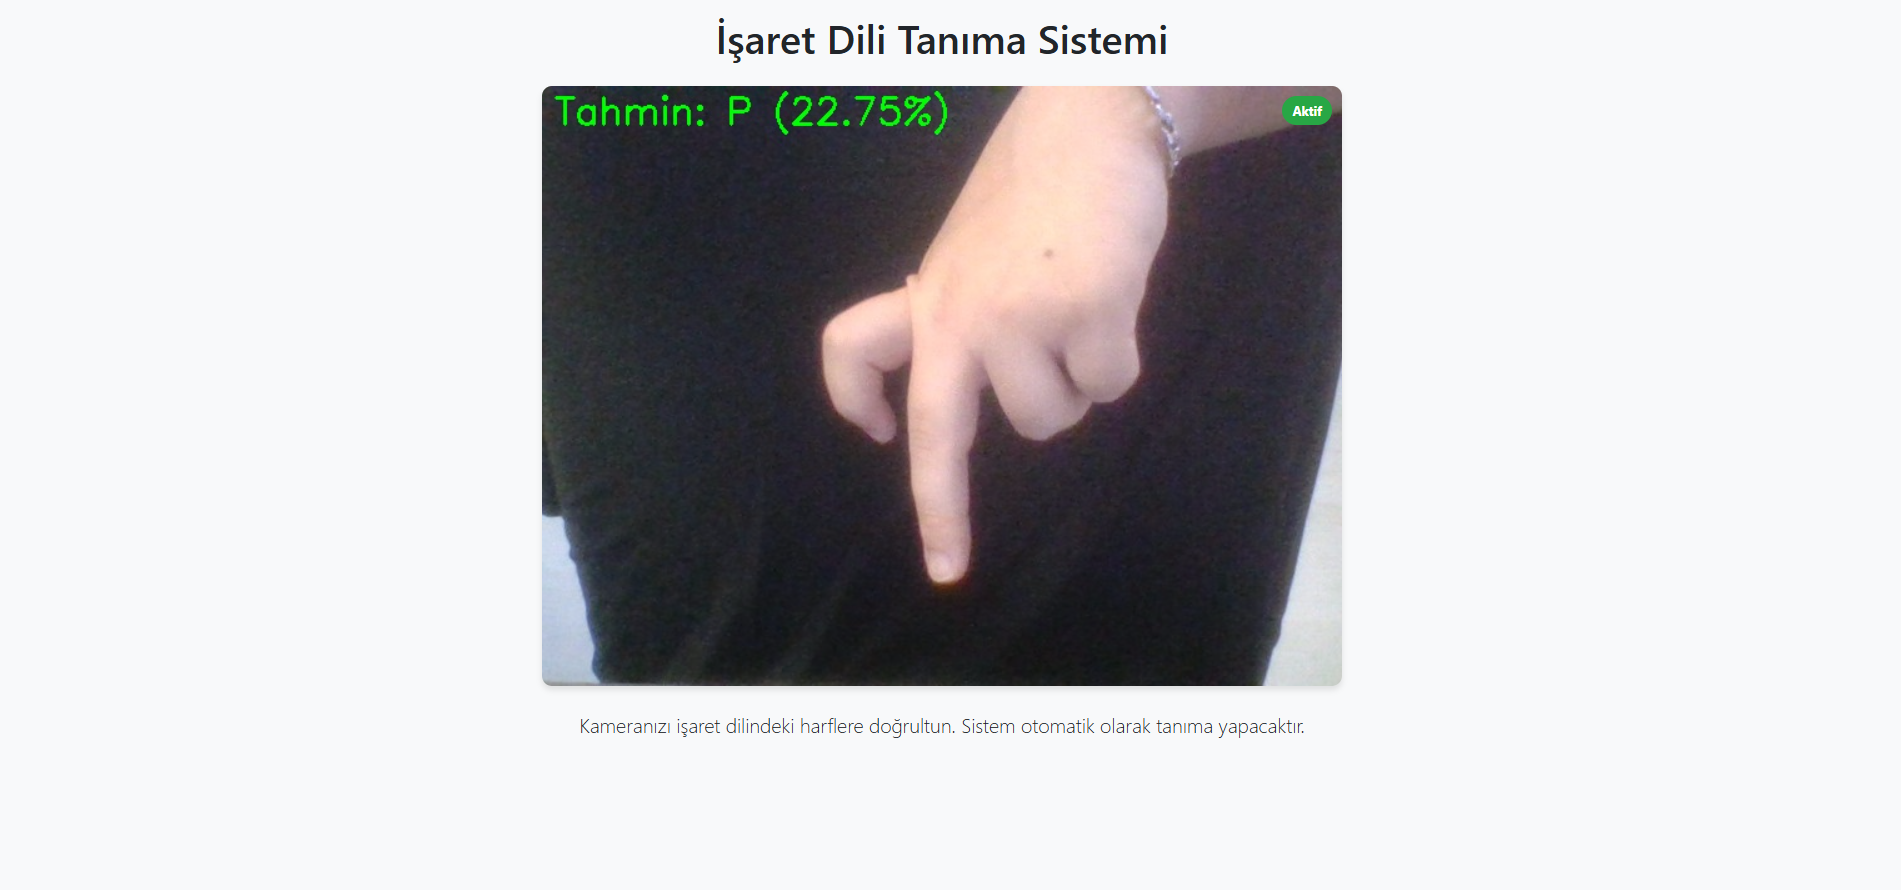 İşaret Dili Tanıma Sistemi
Tahmin: P (22.75%)
Aktif
Kameranızı işaret dilindeki harflere doğrultun. Sistem otomatik olarak tanıma yapacaktır.